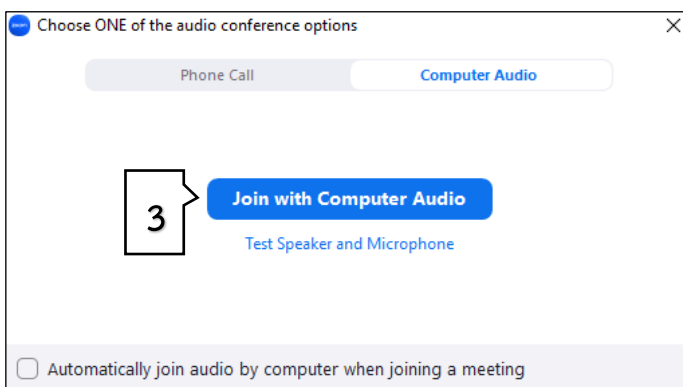 Choose ONE of the audio conference options
Phone Call
Computer Audio
3
Join with Computer Audio
Test Speaker and Microphone
Automatically join audio by computer when joining a meeting